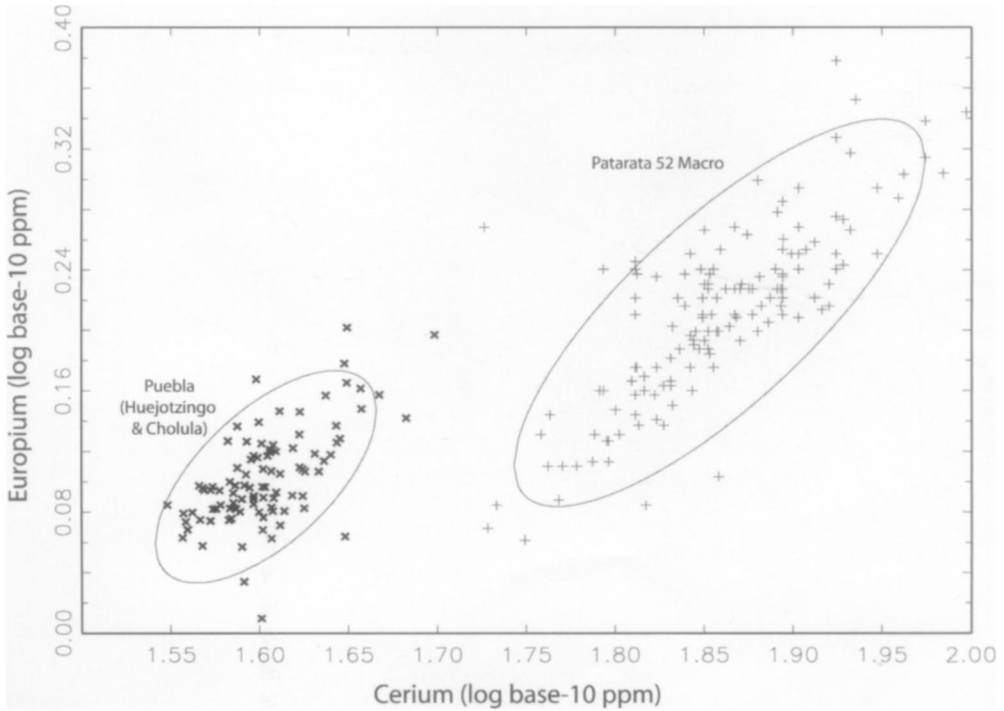 0.40
0.32
0.24
0.16
0.08
0.00
Europium (log base-10 ppm)
Patarata 52 Macro
Puebla
(Huejotzingo
& Cholula)
1.55 1.60 1.65 1.70 1.75 1.80 1.85 1.90 1.95 2.00
Cerium (log base-10 ppm)